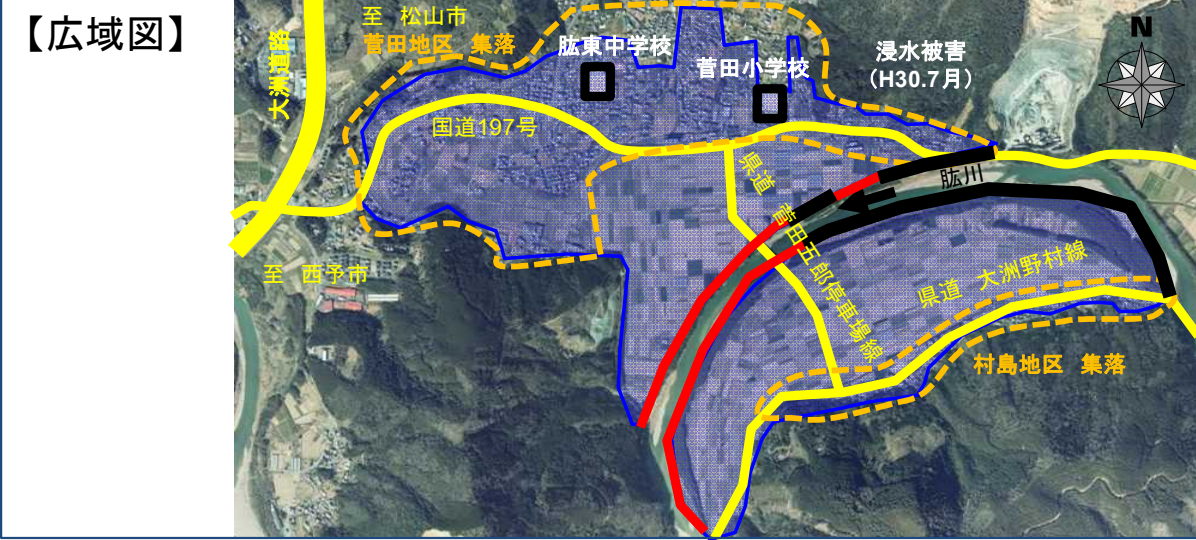 【広域図】
至 松山市
菅田地区 集落
大洲道路
肱東中学校
菅田小学校
浸水被害
(H30.7月)
N
国道197号
肱川
県道 菅田五郎停車場線
県道 大洲野村線
至 西予市
村島地区 集落